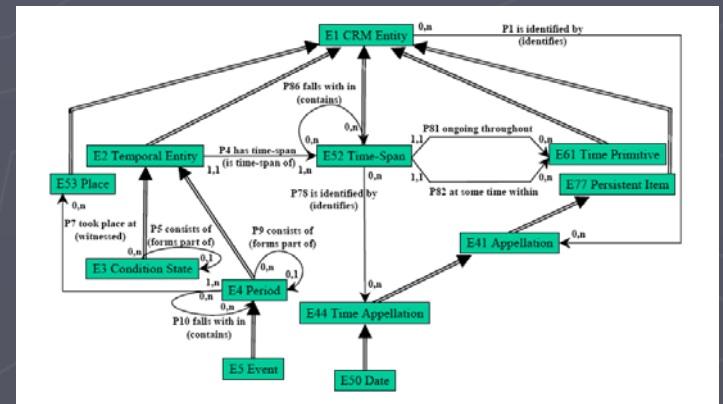 E1 CRM Entity
0,n
P1 is identified by
(identifies)
P86 falls with in
(contains)
0,n
0,n
E2 Temporal Entity
P4 has time-span
(is time-span of)
1,1
1,n
E52 Time-Span
1,1
P81 ongoing throughout
0,n
E61 Time Primitive
1,1
P82 at some time within
0,n
E53 Place
0,n
P78 is identified by
(identifies)
0,n
E77 Persistent Item
P7 took place at
(witnessed)
P5 consists of
(forms part of)
0,n
0,1
P9 consists of
(forms part of)
0,n
0,1
E41 Appellation
0,n
E3 Condition State
1,n
E4 Period
0,n
0,n
0,n
P10 falls with in
(contains)
E44 Time Appellation
E5 Event
E50 Date